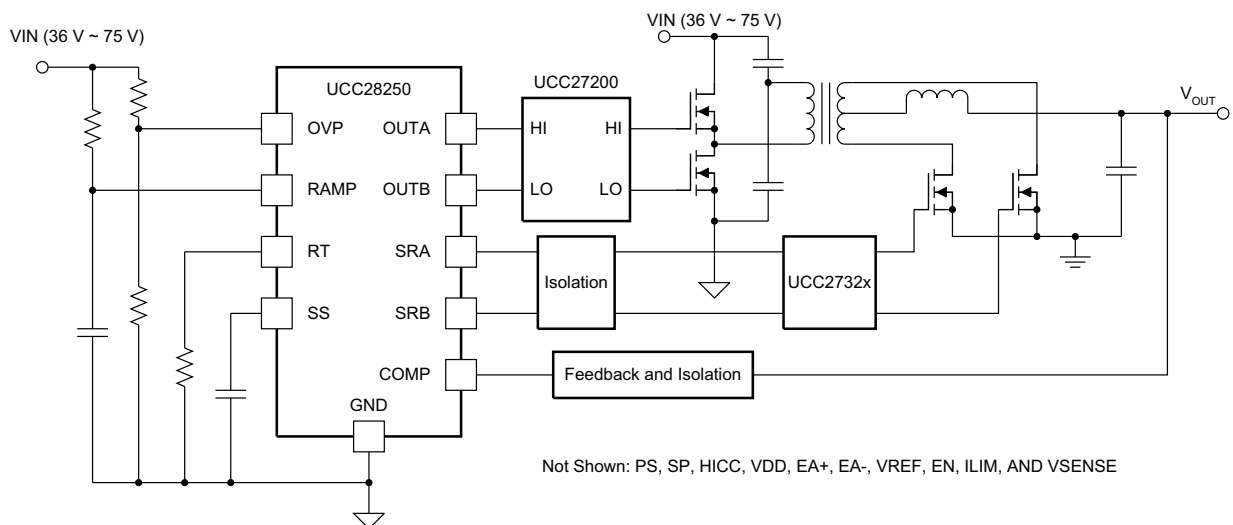 VIN (36 V ~ 75 V)
VIN (36 V ~ 75 V)
UCC28250
UCC27200
OVP
OUTA
HI
HI
RAMP
OUTB
LO
LO
VOUT
RT
SRA
Isolation
UCC2732x
SS
SRB
COMP
Feedback and Isolation
GND
Not Shown: PS, SP, HICC, VDD, EA+, EA-, VREF, EN, ILIM, AND VSENSE